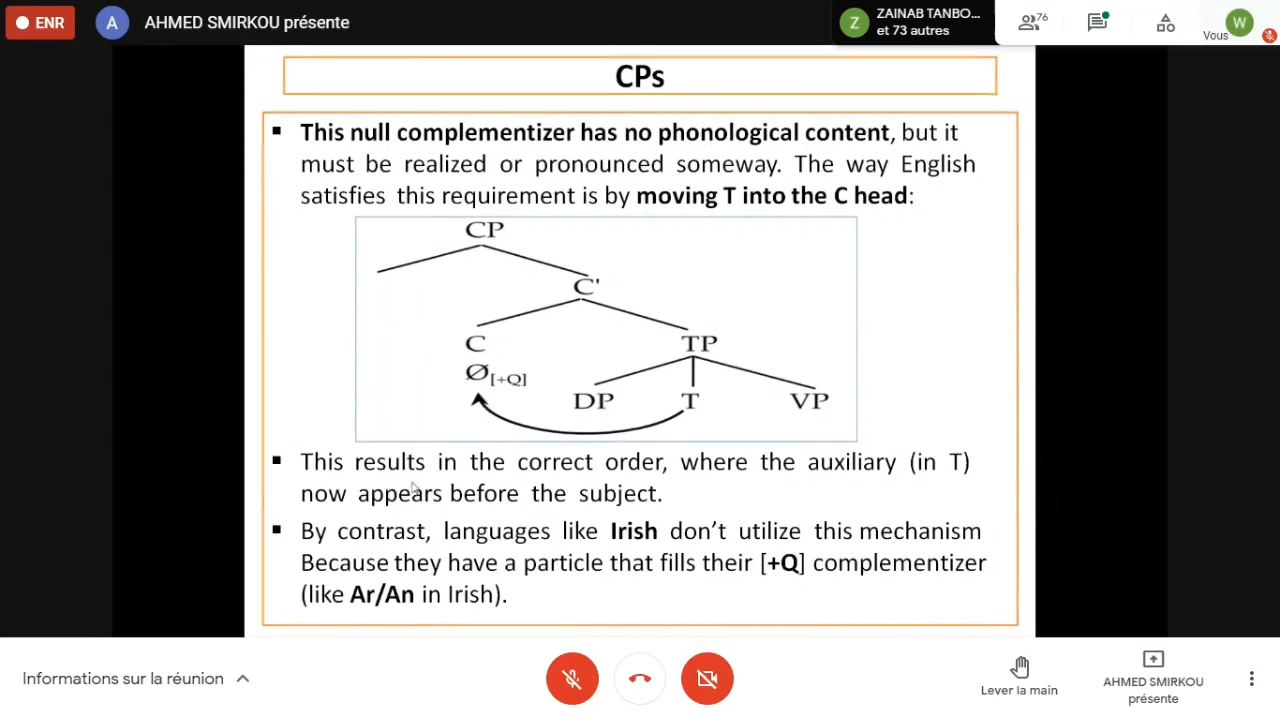 ENR
A
AHMED SMIRKOU présente
Z
ZAINAB TANBO...
et 73 autres
76
Vous
W
CPs
▪ This null complementizer has no phonological content, but it
must be realized or pronounced someway. The way English
satisfies this requirement is by moving T into the C head:
CP
C'
C
TP
Ø[+Q]
DP
T
VP
▪ This results in the correct order, where the auxiliary (in T)
now appears before the subject.
▪ By contrast, languages like Irish don't utilize this mechanism
Because they have a particle that fills their [+Q] complementizer
(like Ar/An in Irish).
Informations sur la réunion
Lever la main
AHMED SMIRKOU
présente